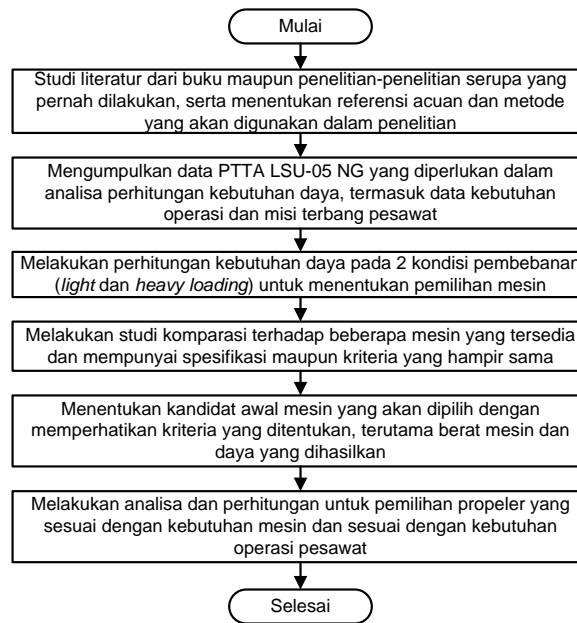 Mulai
Studi literatur dari buku maupun penelitian-penelitian serupa yang
pernah dilakukan, serta menentukan referensi acuan dan metode
yang akan digunakan dalam penelitian
Mengumpulkan data PTTA LSU-05 NG yang diperlukan dalam
analisa perhitungan kebutuhan daya, termasuk data kebutuhan
operasi dan misi terbang pesawat
Melakukan perhitungan kebutuhan daya pada 2 kondisi pembebanan
(light dan heavy loading) untuk menentukan pemilihan mesin
Melakukan studi komparasi terhadap beberapa mesin yang tersedia
dan mempunyai spesifikasi maupun kriteria yang hampir sama
Menentukan kandidat awal mesin yang akan dipilih dengan
memperhatikan kriteria yang ditentukan, terutama berat mesin dan
daya yang dihasilkan
Melakukan analisa dan perhitungan untuk pemilihan propeler yang
sesuai dengan kebutuhan mesin dan sesuai dengan kebutuhan
operasi pesawat
Selesai